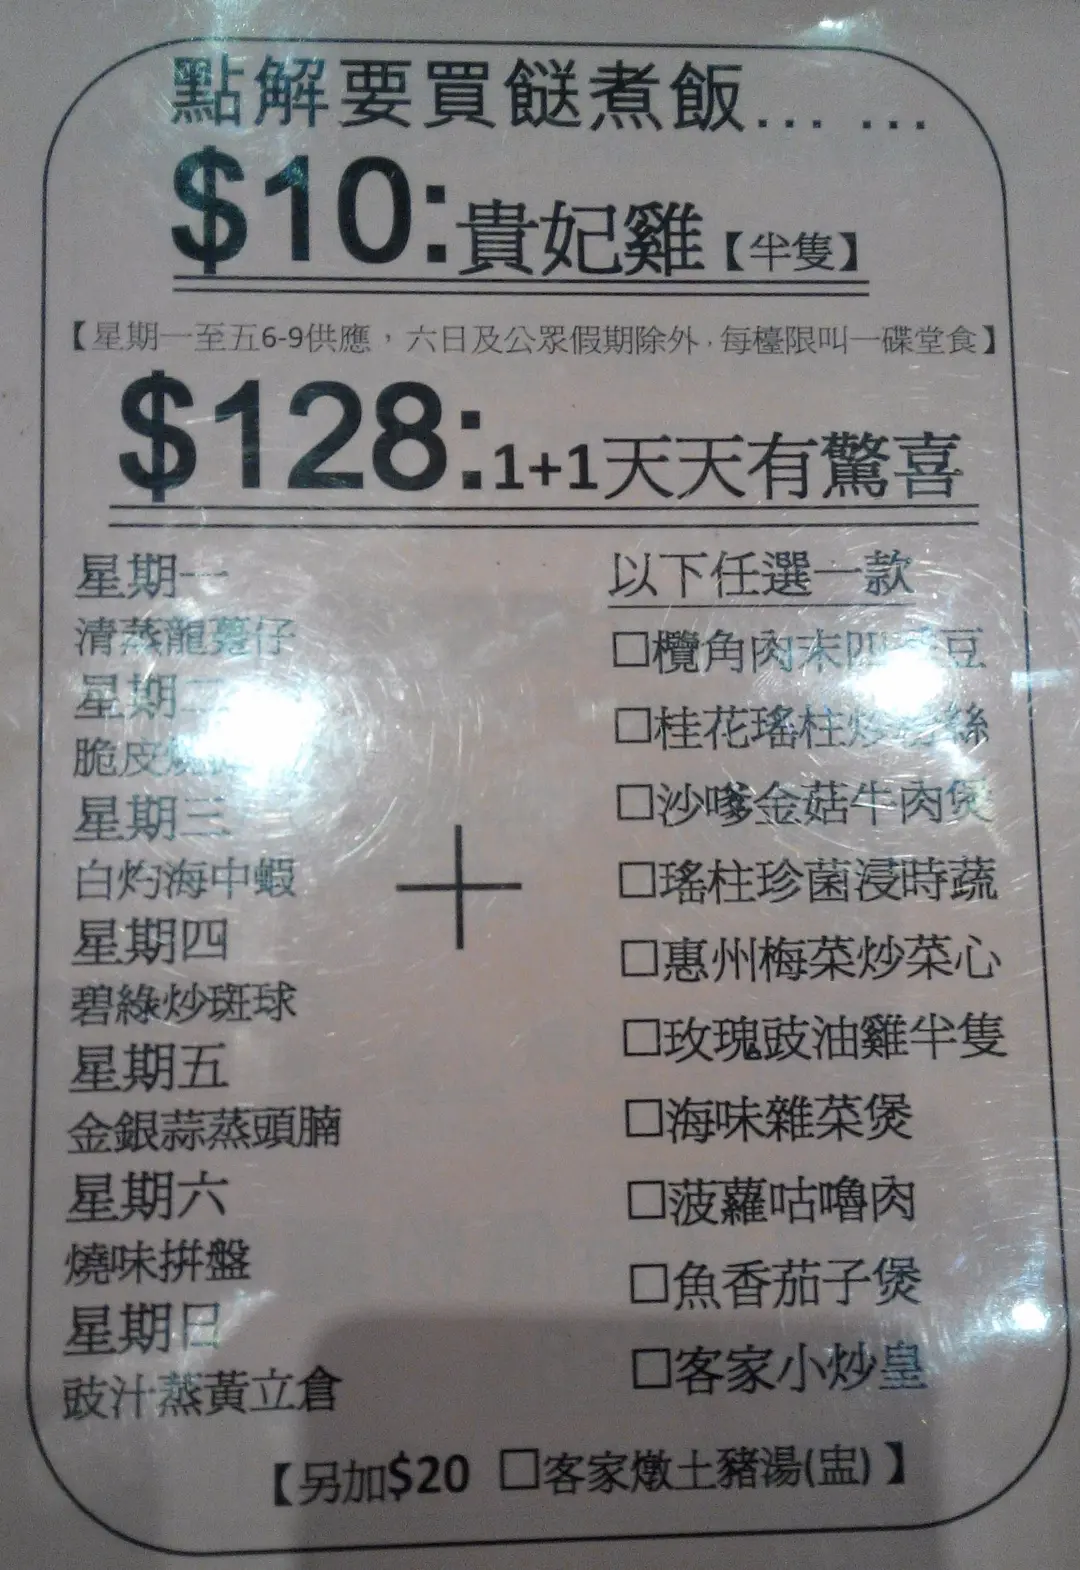 點解要買餸煮飯... ...
$10:貴妃雞【半隻】
【星期一至五6-9供應，六日及公眾假期除外，每檯限叫一碟堂食】
$128:1+1天天有驚喜
星期一
清蒸龍躉仔
星期二
脆皮
星期三
白灼海中蝦
星期四
碧綠炒斑球
星期五
金銀蒜蒸頭腩
星期六
燒味拼盤
星期日
豉汁蒸黃立倉
+
以下任選一款
□欖角肉末四季豆
□桂花瑤柱炒粉絲
□沙嗲金菇牛肉煲
□瑤柱珍菌浸時蔬
□惠州梅菜炒菜心
□玫瑰豉油雞半隻
□海味雜菜煲
□菠蘿咕嚕肉
□魚香茄子煲
□客家小炒皇
【另加$20 □客家燉土豬湯(盅)】